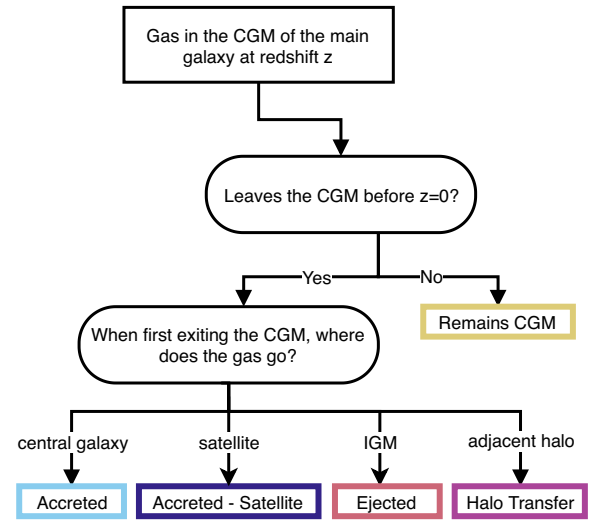 Gas in the CGM of the main
galaxy at redshift z
Leaves the CGM before z=0?
Yes
No
Remains CGM
When first exiting the CGM, where
does the gas go?
central galaxy
satellite
IGM
adjacent halo
Accreted
Accreted - Satellite
Ejected
Halo Transfer